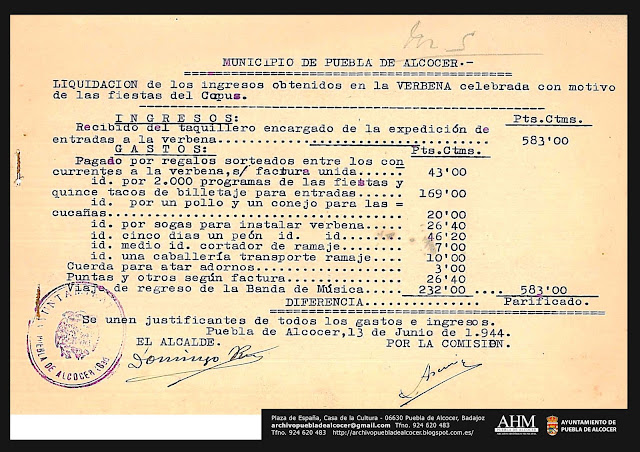 Nº 5
MUNICIPIO DE PUEBLA DE ALCOCER.-
LIQUIDACION de los ingresos obtenidos en la VERBENA celebrada con motivo
de las fiestas del Copus.
I N G R E S O S: Pts.Ctms.
Recibido del taquillero encargado de la expedición de
entradas a la verbena........................................ 583'00
G A S T O S: Pts.Ctms.
Pagado por regalos sorteados entre los con
currentes a la verbena,s/ factura unida..... 43'00
id. por 2.000 programas de las fiestas y
quince tacos de billetaje para entradas..... 169'00
id. por un pollo y un conejo para las =
cucañas..................................... 20'00
id. por sogas para instalar verbena.... 26'40
id. cinco dias un peón id. id....... 46'20
id. medio id. cortador de ramaje....... 7'00
id. una caballería transporte ramaje... 10'00
Cuerda para atar adornos.............. 3'00
Puntas y otros según factura.......... 26'40
Viaje de regreso de la Banda de Música..... 232'00 ... 583'00
DIFERENCIA..... Parificado.
Se unen justificantes de todos los gastos e ingresos.
Puebla de Alcocer,13 de Junio de 1.944.
EL ALCALDE. POR LA COMISION.
Domingo
AYUNTAMIENTO
PUEBLA DE ALCOCER
Plaza de España, Casa de la Cultura - 06630 Puebla de Alcocer, Badajoz
archivopuebladealcocer@gmail.com Tfno. 924 620 483
Tfno. 924 620 483 http://archivopuebladealcocer.blogspot.com.es/
AHM
AYUNTAMIENTO DE
PUEBLA DE ALCOCER